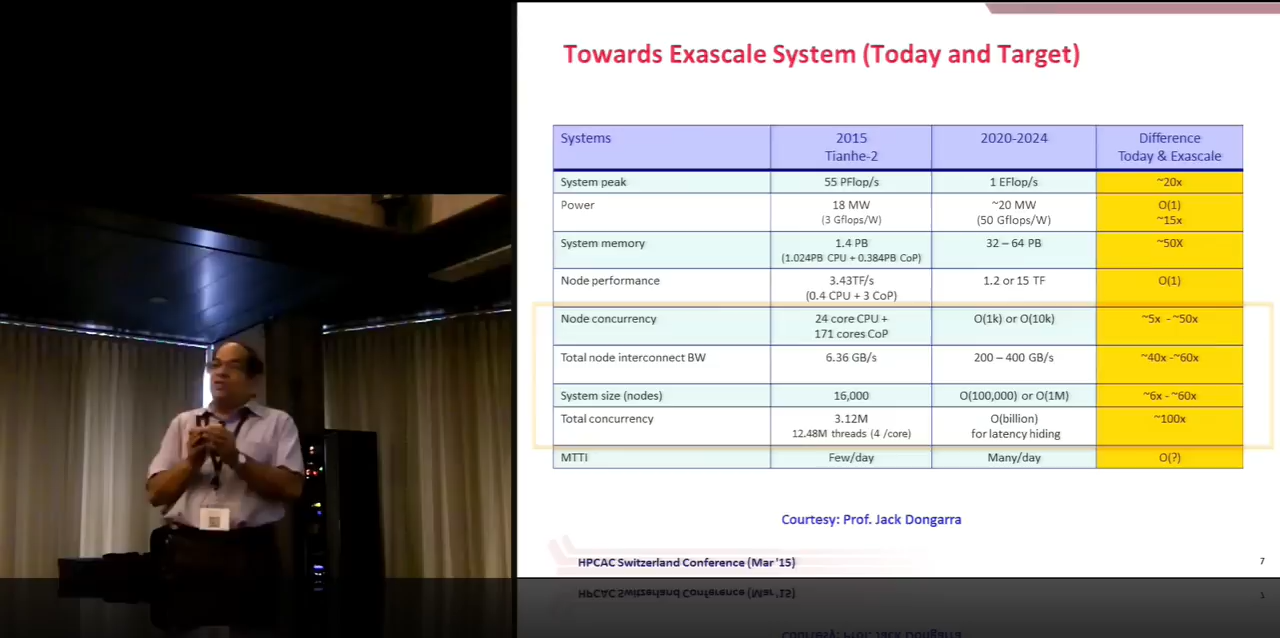 Towards Exascale System (Today and Target)
Systems
2015
Tianhe-2
2020-2024
Difference
Today & Exascale
System peak
55 PFlop/s
1 EFlop/s
~20x
Power
18 MW
(3 Gflops/W)
~20 MW
(50 Gflops/W)
O(1)
~15x
System memory
1.4 PB
(1.024PB CPU + 0.384PB CoP)
32 – 64 PB
~50X
Node performance
3.43TF/s
(0.4 CPU + 3 CoP)
1.2 or 15 TF
O(1)
Node concurrency
24 core CPU +
171 cores CoP
O(1k) or O(10k)
~5x - ~50x
Total node interconnect BW
6.36 GB/s
200 – 400 GB/s
~40x -~60x
System size (nodes)
16,000
O(100,000) or O(1M)
~6x - ~60x
Total concurrency
3.12M
12.48M threads (4 /core)
O(billion)
for latency hiding
~100x
MTTI
Few/day
Many/day
O(?)
Courtesy: Prof. Jack Dongarra
HPCAC Switzerland Conference (Mar '15)
7